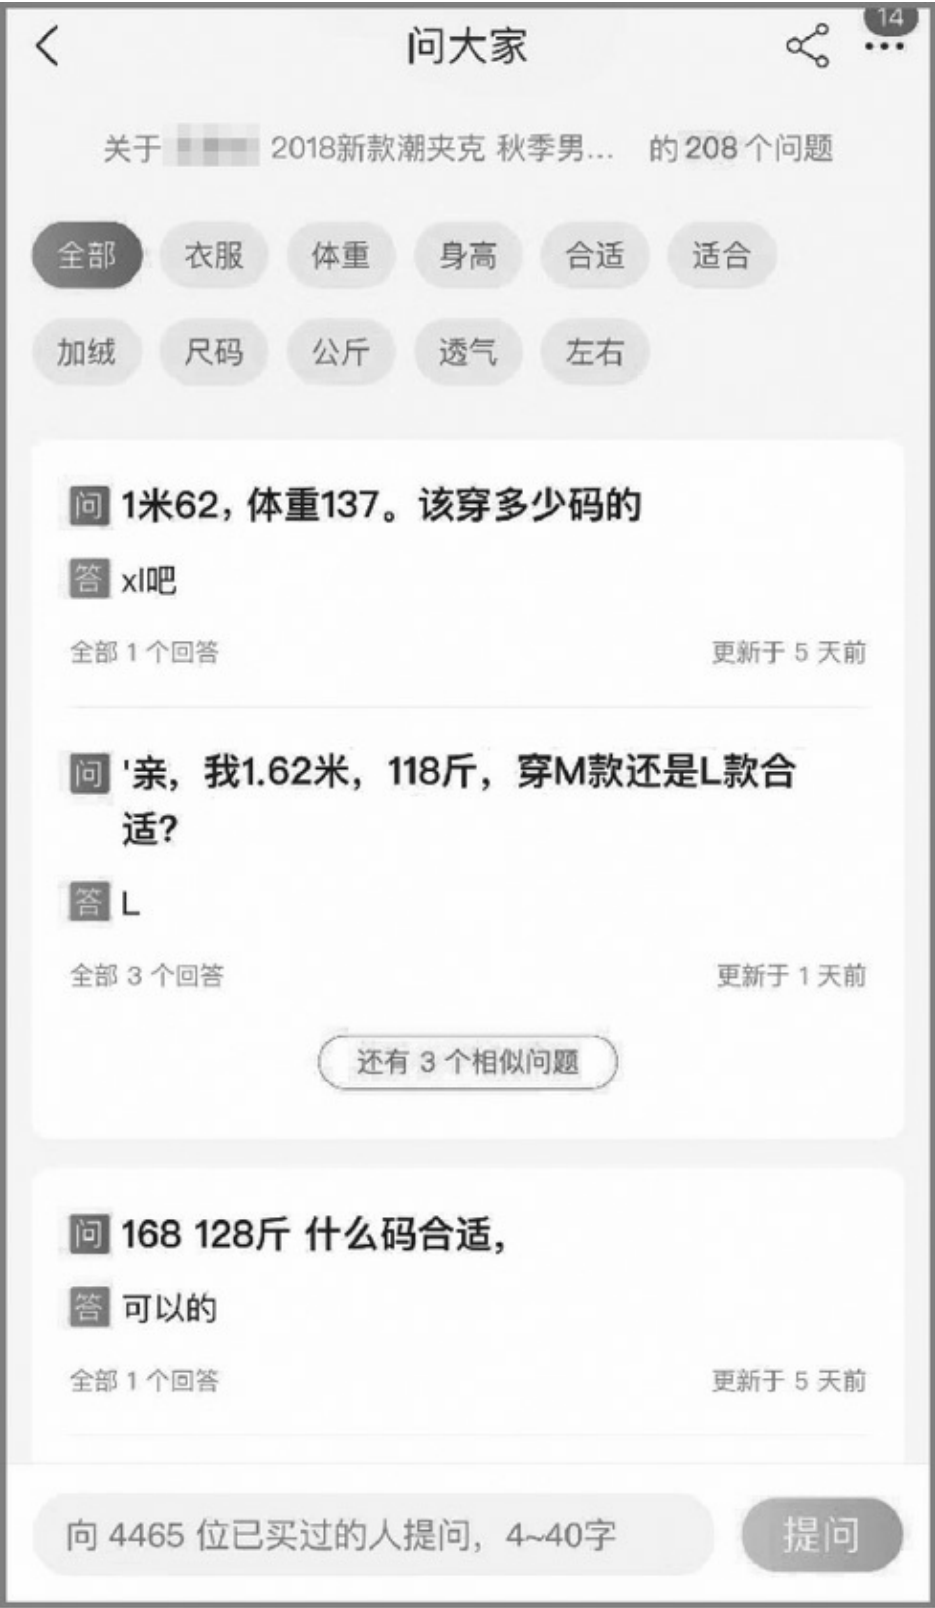 14
问大家
关于 2018新款潮夹克 秋季男... 的 208 个问题
全部 衣服 体重 身高 合适 适合
加绒 尺码 公斤 透气 左右
问 1米62，体重137。该穿多少码的
答 xl吧
全部 1 个回答 更新于 5 天前
问 '亲，我1.62米，118斤，穿M款还是L款合
适？
答 L
全部 3 个回答 更新于 1 天前
还有 3 个相似问题
问 168 128斤 什么码合适，
答 可以的
全部 1 个回答 更新于 5 天前
向 4465 位已买过的人提问，4~40字 提问